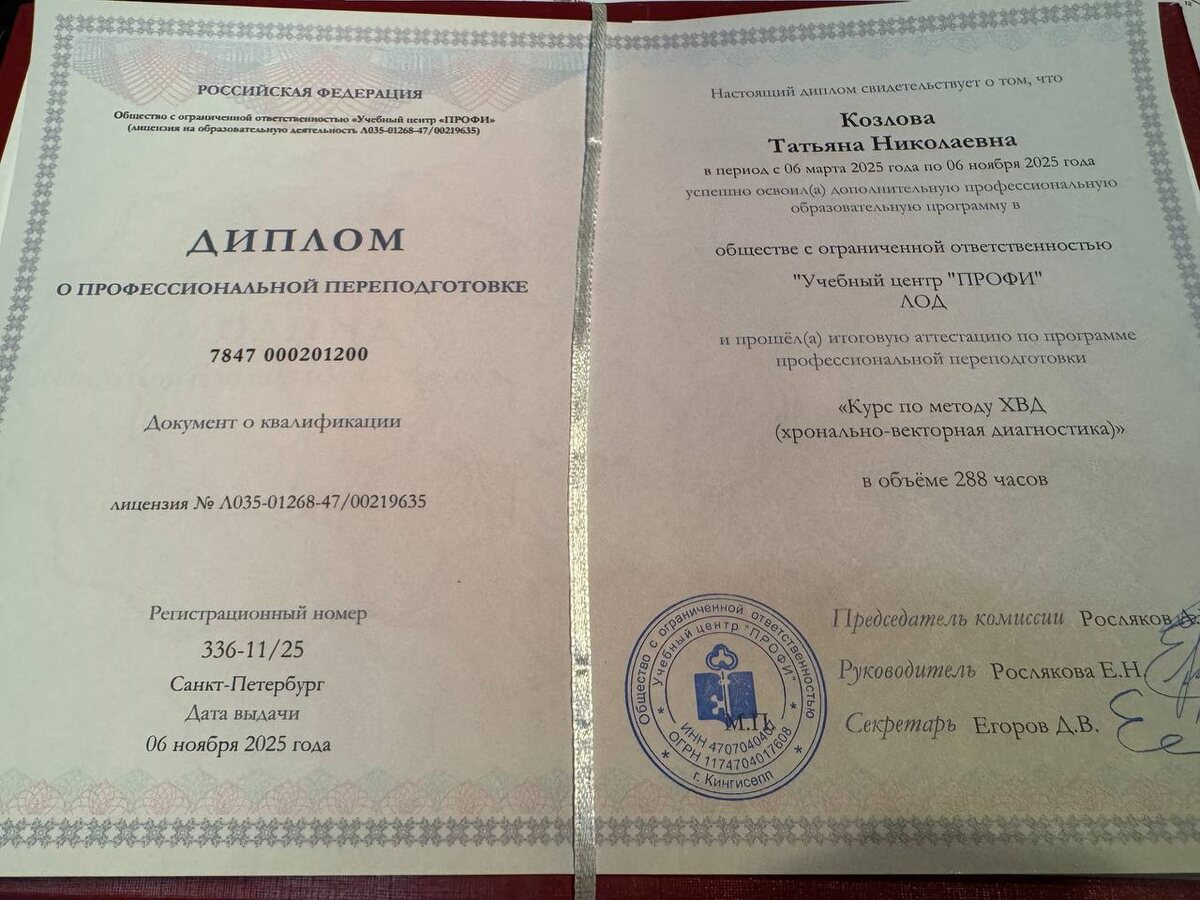 РОССИЙСКАЯ ФЕДЕРАЦИЯ
Общество с ограниченной ответственностью «Учебный центр «ПРОФИ»
(лицензия на образовательную деятельность Л035-01268-47/00219635)
ДИПЛОМ
О ПРОФЕССИОНАЛЬНОЙ ПЕРЕПОДГОТОВКЕ
7847 000201200
Документ о квалификации
лицензия № Л035-01268-47/00219635
Регистрационный номер
336-11/25
Санкт-Петербург
Дата выдачи
06 ноября 2025 года
Настоящий диплом свидетельствует о том, что
Козлова
Татьяна Николаевна
в период с 06 марта 2025 года по 06 ноября 2025 года
успешно освоил(а) дополнительную профессиональную
образовательную программу в
обществе с ограниченной ответственностью
"Учебный центр "ПРОФИ"
ЛОД
и прошёл(а) итоговую аттестацию по программе
профессиональной переподготовки
«Курс по методу ХВД
(хронально-векторная диагностика)»
в объёме 288 часов
Председатель комиссии Росляков А.
Руководитель Рослякова Е.Н.
Секретарь Егоров Д.В.
М.П.
Общество с ограниченной ответственностью
Учебный центр "ПРОФИ"
ИНН 4707040407
ОГРН 1174704017608
г. Кингисепп